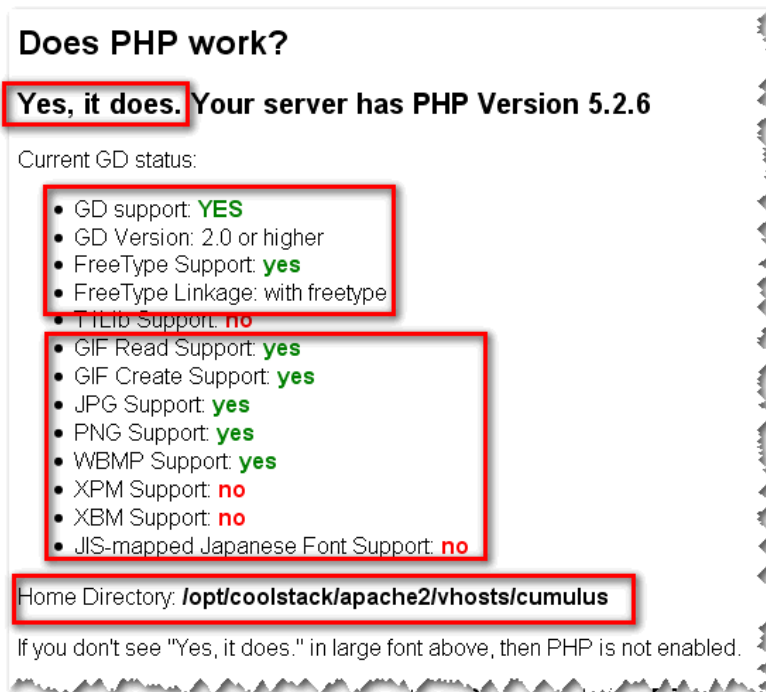 Does PHP work?
Yes, it does. Your server has PHP Version 5.2.6
Current GD status:
• GD support: YES
• GD Version: 2.0 or higher
• FreeType Support: yes
• FreeType Linkage: with freetype
• T1Lib Support: no
• GIF Read Support: yes
• GIF Create Support: yes
• JPG Support: yes
• PNG Support: yes
• WBMP Support: yes
• XPM Support: no
• XBM Support: no
• JIS-mapped Japanese Font Support: no
Home Directory: /opt/coolstack/apache2/vhosts/cumulus
If you don't see "Yes, it does." in large font above, then PHP is not enabled.